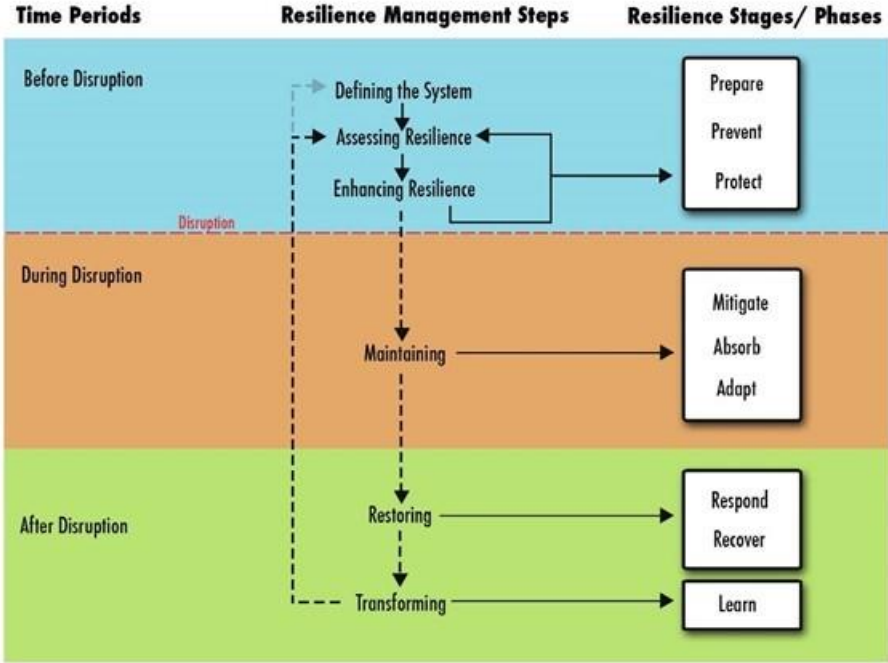 Time Periods
Resilience Management Steps
Resilience Stages/ Phases
Before Disruption
Defining the System
Assessing Resilience
Enhancing Resilience
Prepare
Prevent
Protect
Disruption
During Disruption
Maintaining
Mitigate
Absorb
Adapt
After Disruption
Restoring
Transforming
Respond
Recover
Learn